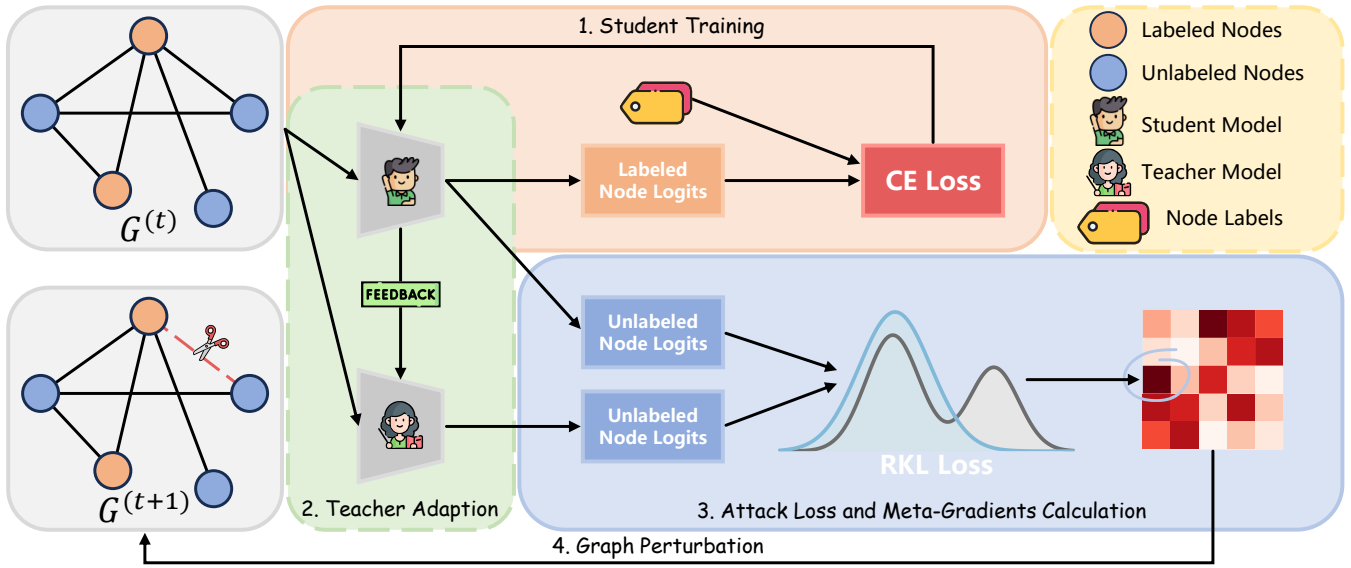 1. Student Training
Labeled Nodes
Unlabeled Nodes
Student Model
Teacher Model
Node Labels
G^(t)
Labeled
Node Logits
CE Loss
FEEDBACK
Unlabeled
Node Logits
Unlabeled
Node Logits
RKL Loss
G^(t+1)
2. Teacher Adaption
3. Attack Loss and Meta-Gradients Calculation
4. Graph Perturbation